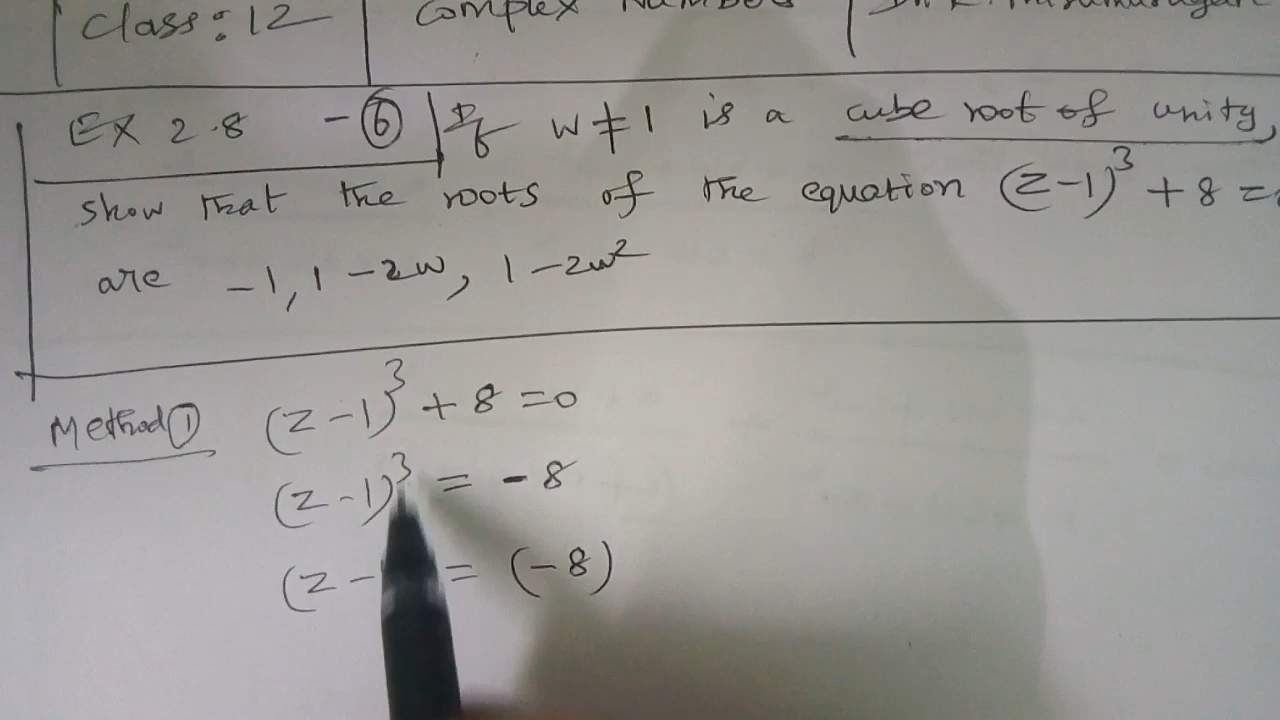 Class: 12
Complex Numbers
EX 2.8 - ⑥ If w ≠ 1 is a cube root of unity,
show that the roots of the equation (z-1)³ + 8 =
are -1, 1-2w, 1-2w²
Method ① (z-1)³ + 8 = 0
(z-1)³ = -8
(z- = (-8)